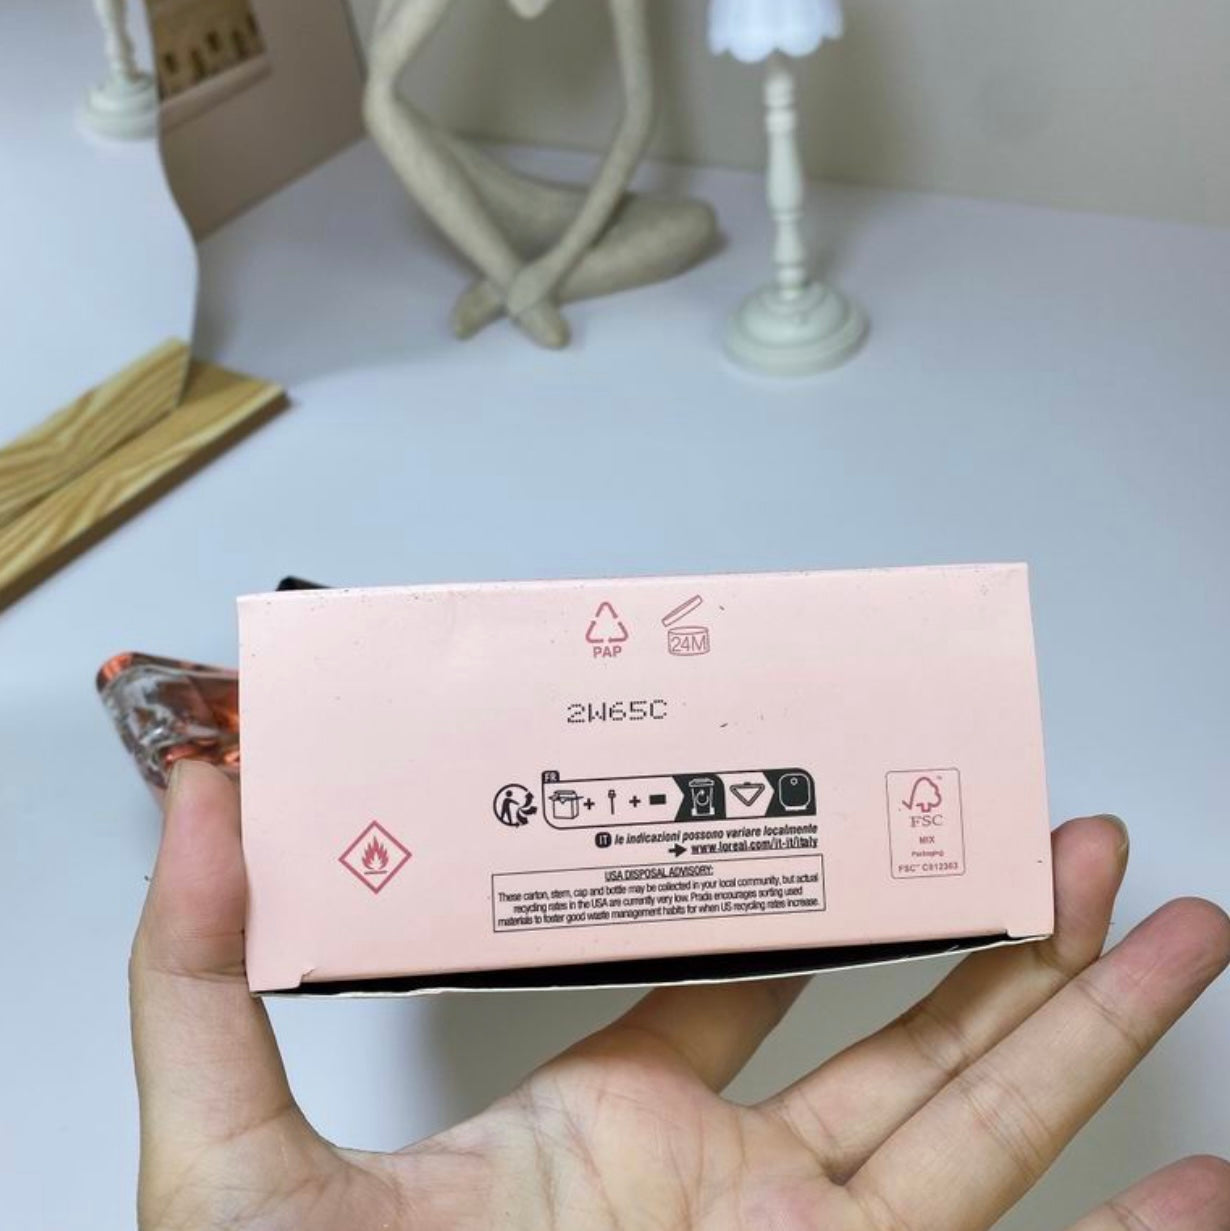 PAP
24M
2W65C
FR
+ +
IT le indicazioni possono variare localmente
www.loreal.com/it-it/italy
USA DISPOSAL ADVISORY:
These carton, stem, cap and bottle may be collected in your local community, but actual
recycling rates in the USA are currently very low. Prada encourages sorting used
materials to foster good waste management habits for when US recycling rates increase.
FSC
MIX
Packaging
FSC™ C012363